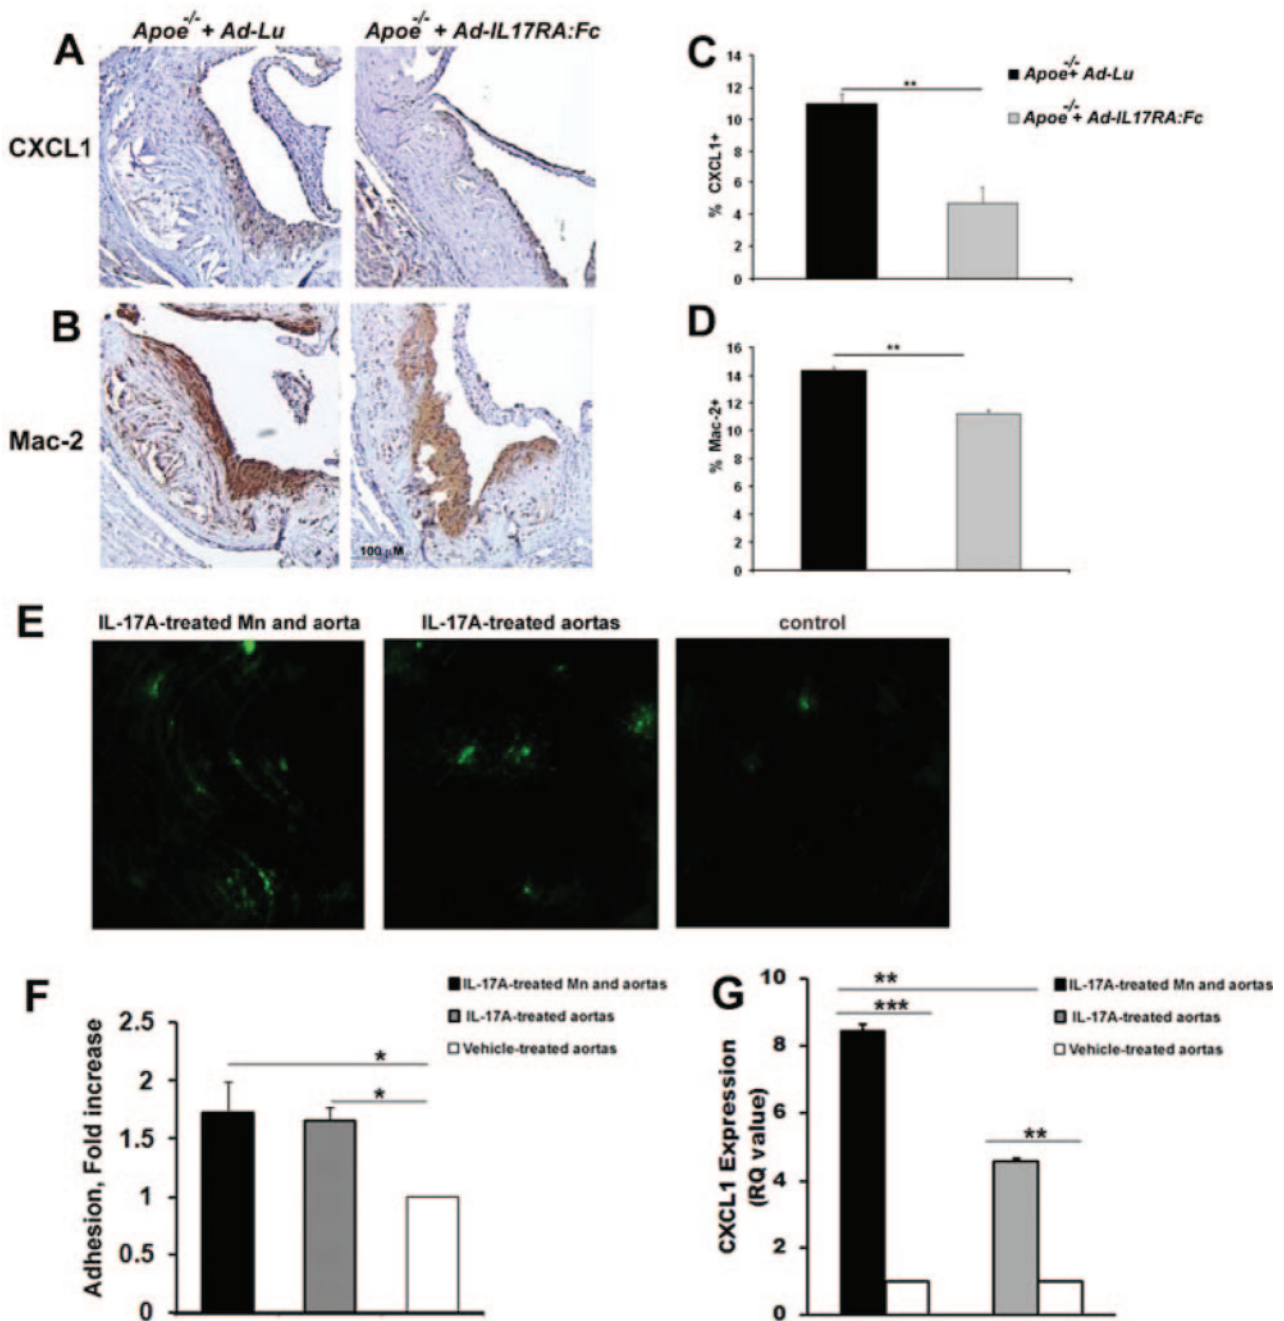 A
Apoe-/- + Ad-Lu
Apoe-/- + Ad-IL17RA:Fc
CXCL1
B
Mac-2
100 µM
C
14
12
10
8
6
4
2
0
% CXCL1+
**
Apoe-/-+ Ad-Lu
Apoe-/-+ Ad-IL17RA:Fc
D
16
14
12
10
8
6
4
2
0
% Mac-2+
**
E
IL-17A-treated Mn and aorta
IL-17A-treated aortas
control
F
IL-17A-treated Mn and aortas
IL-17A-treated aortas
Vehicle-treated aortas
2.5
2
1.5
1
0.5
0
Adhesion, Fold increase
*
*
G
IL-17A-treated Mn and aortas
IL-17A-treated aortas
Vehicle-treated aortas
10
8
6
4
2
0
CXCL1 Expression
(RQ value)
**
***
**